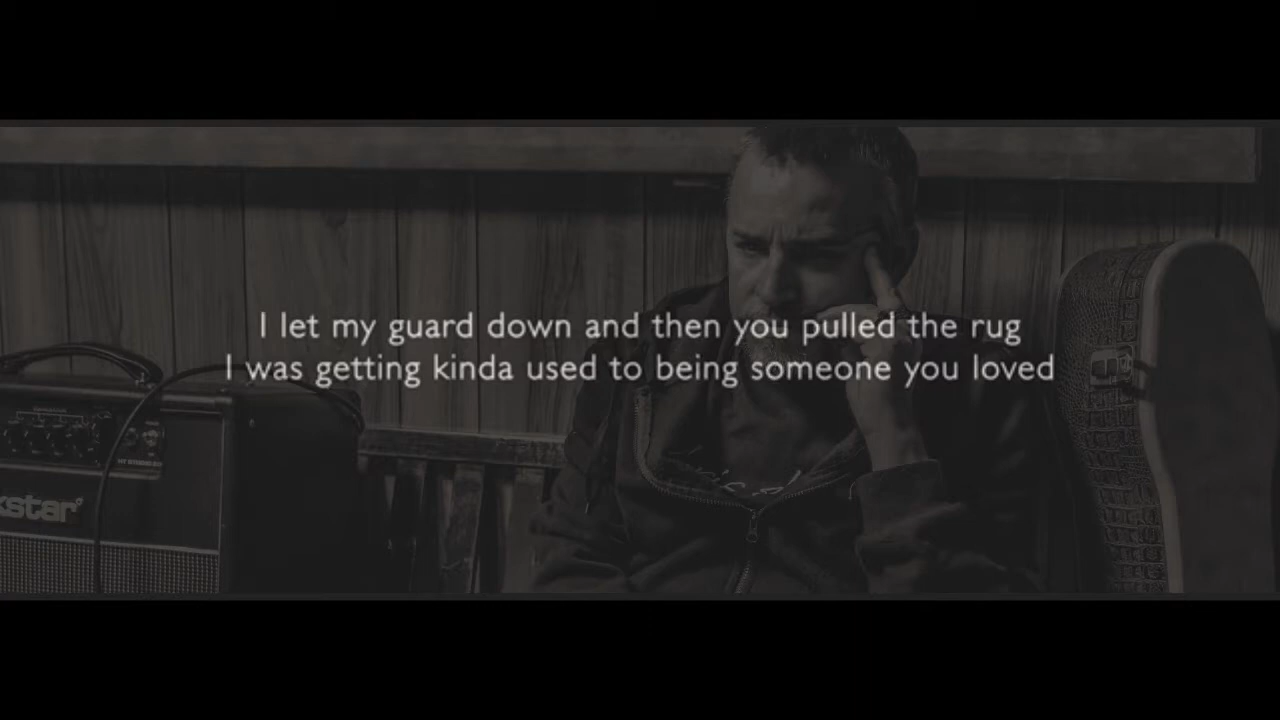 I let my guard down and then you pulled the rug
I was getting kinda used to being someone you loved
kstar